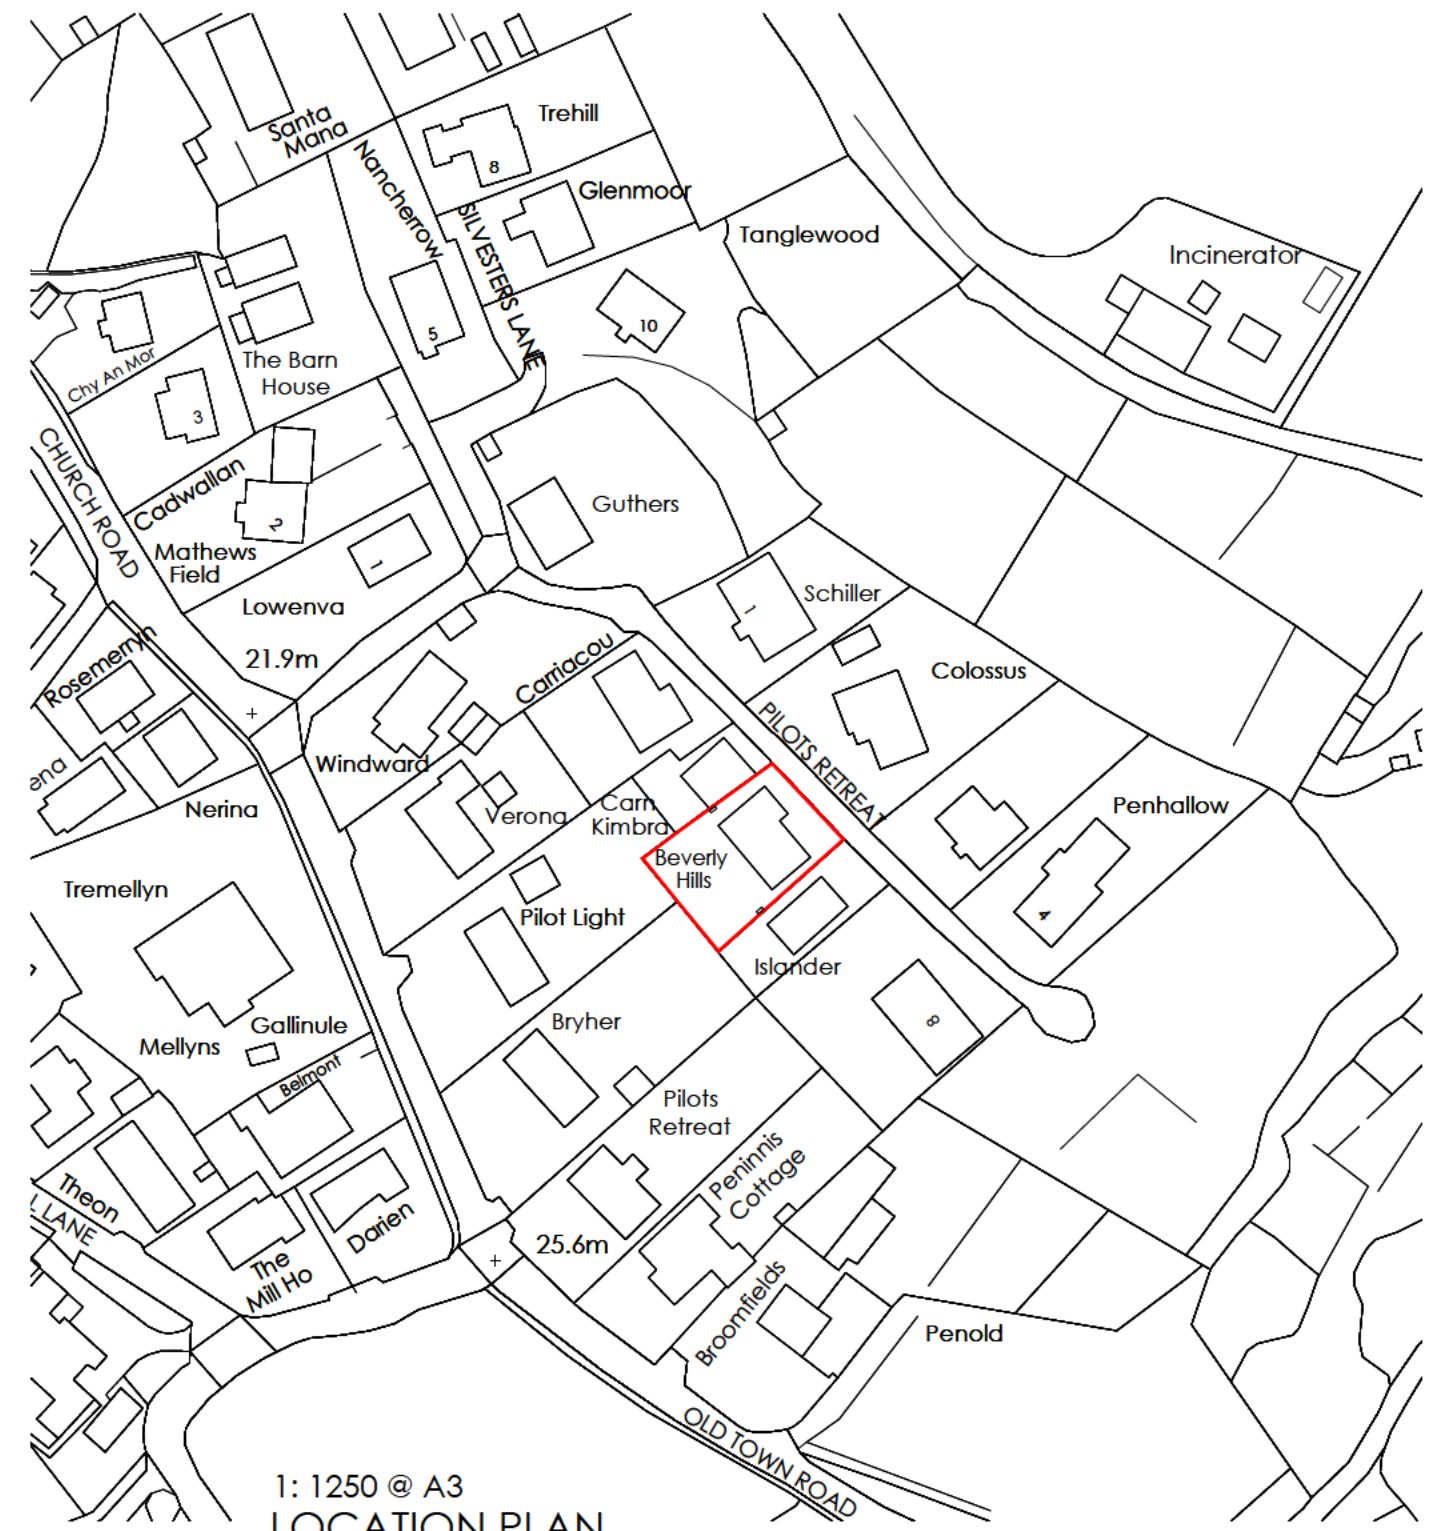 Santa
Mana
Trehill
8
Nancherrow
Glenmoor
SILVESTERS LANE
Tanglewood
Incinerator
10
5
The Barn
House
Chy An Mor
3
CHURCH ROAD
Cadwallan
2
Mathews
Field
Guthers
1
Lowenva
Schiller
1
21.9m
Rosemerryn
Carriacou
Colossus
PILOTS RETREAT
Windward
ena
Nerina
Verona
Carn
Kimbra
Penhallow
Beverly
Hills
Tremellyn
Pilot Light
4
Islander
Gallinule
Bryher
8
Mellyns
Belmont
Pilots
Retreat
Peninnis
Cottage
Theon
L LANE
Darien
25.6m
The
Mill Ho
Broomfields
Penold
OLD TOWN ROAD
1: 1250 @ A3
LOCATION PLAN